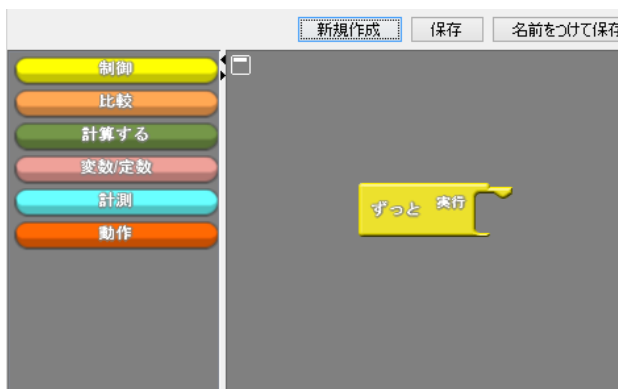 新規作成 保存 名前をつけて保存
制御
比較
計算する
変数/定数
計測
動作
ずっと 実行